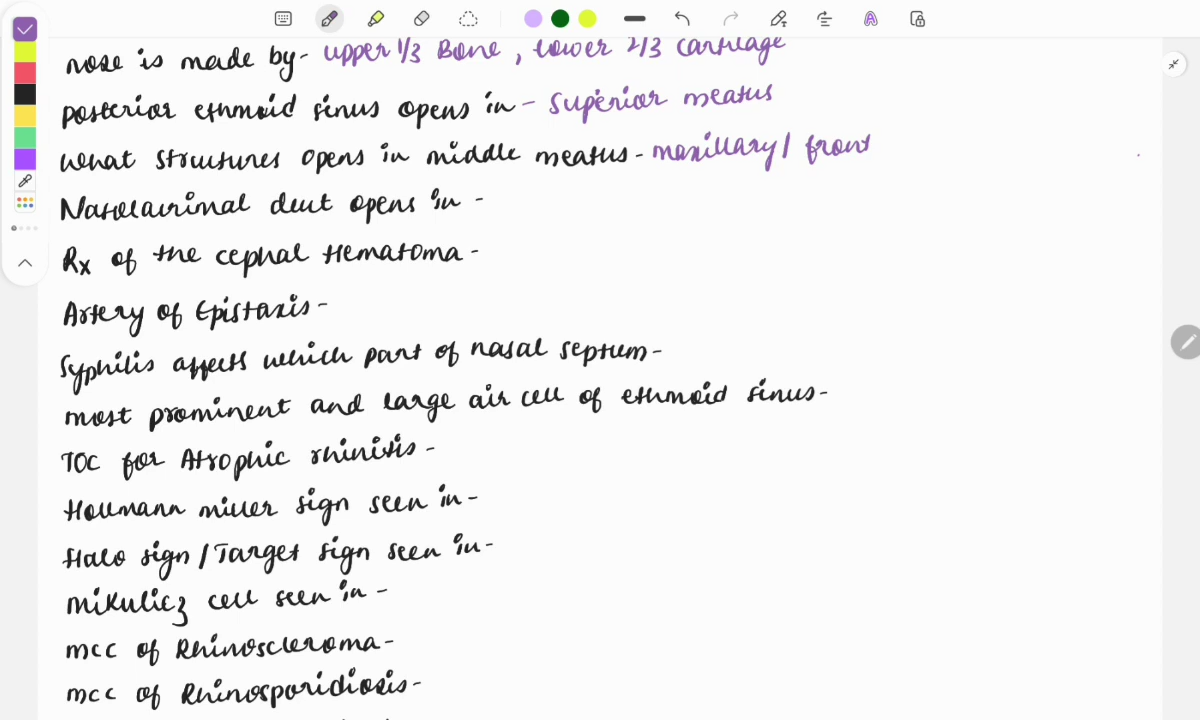 nose is made by- upper 1/3 Bone , lower 2/3 cartilage
posterior ethmoid sinus opens in - superior meatus
what structures opens in middle meatus - maxillary/ front
Nasolacrimal duct opens in -
Rx of the cephal Hematoma -
Artery of Epistaxis -
Syphilis affects which part of nasal septum-
most prominent and large air cell of ethmoid sinus -
TOC for Atrophic rhinitis -
Hollmann miller sign seen in -
Halo sign / Target sign seen in -
Mikulicz cell seen in -
mcc of Rhinoscleroma -
mcc of Rhinosporidiosis -